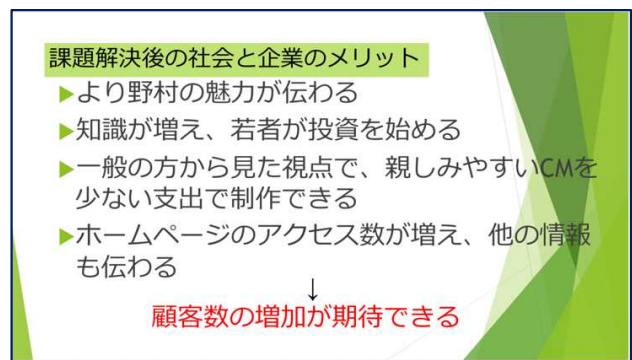 課題解決後の社会と企業のメリット
▶より野村の魅力が伝わる
▶知識が増え、若者が投資を始める
▶一般の方から見た視点で、親しみやすいCMを
少ない支出で制作できる
▶ホームページのアクセス数が増え、他の情報
も伝わる
↓
顧客数の増加が期待できる